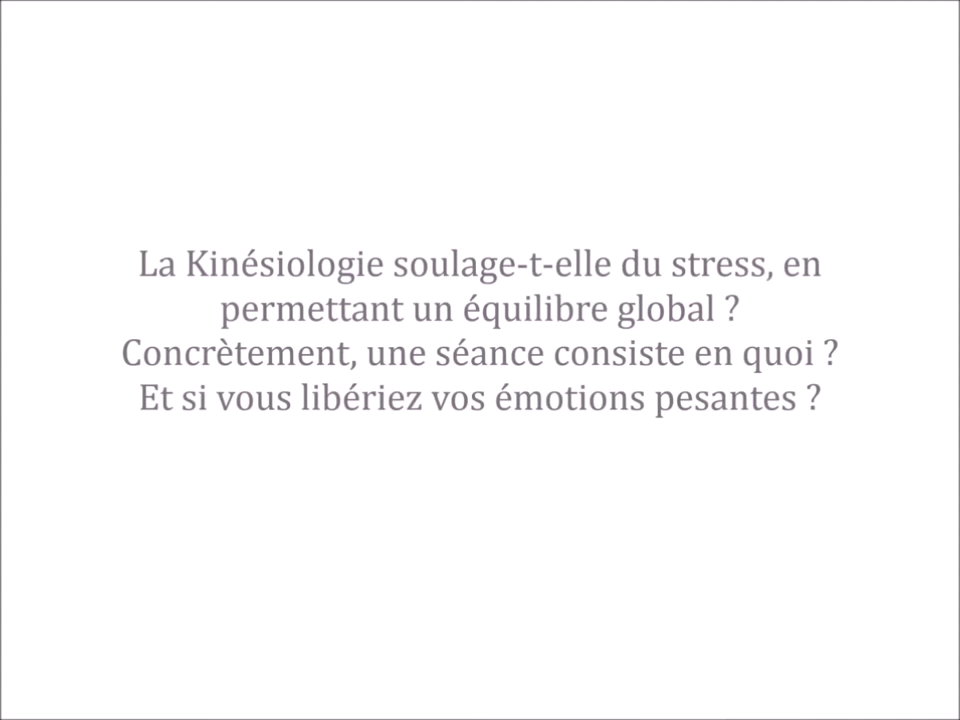 La Kinésiologie soulage-t-elle du stress, en
permettant un équilibre global ?
Concrètement, une séance consiste en quoi ?
Et si vous libériez vos émotions pesantes ?